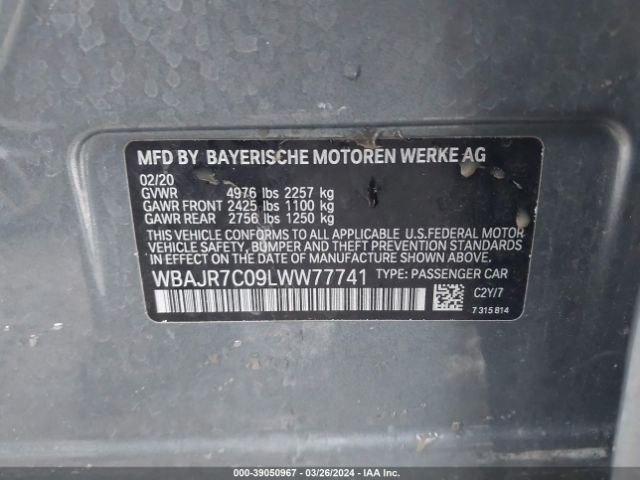 MFD BY BAYERISCHE MOTOREN WERKE AG
02/20
GVWR 4976 lbs 2257 kg
GAWR FRONT 2425 lbs 1100 kg
GAWR REAR 2756 lbs 1250 kg
THIS VEHICLE CONFORMS TO ALL APPLICABLE U.S.FEDERAL MOTOR
VEHICLE SAFETY, BUMPER AND THEFT PREVENTION STANDARDS
IN EFFECT ON THE DATE OF MANUFACTURE SHOWN ABOVE.
WBAJR7C09LWW77741 TYPE: PASSENGER CAR
C2Y/7
7 315 814
000-39050967 - 03/26/2024 - IAA Inc.